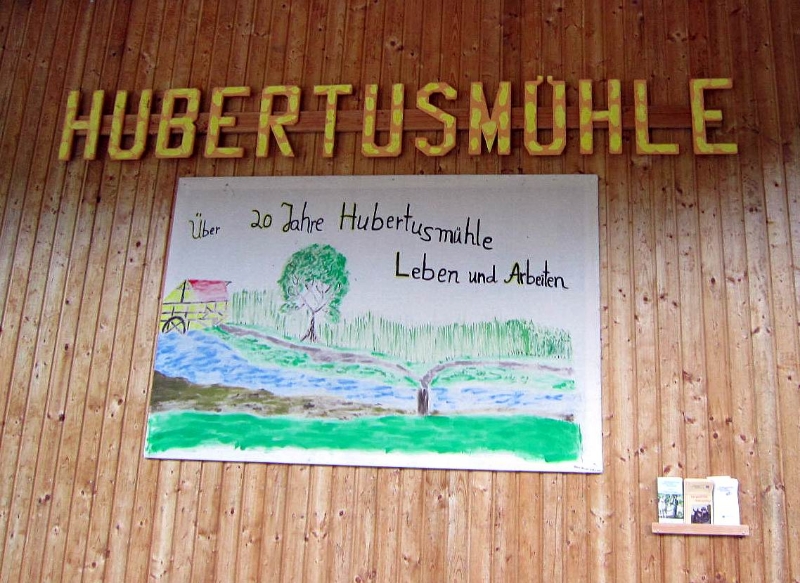 HUBERTUSMÜHLE
Über 20 Jahre Hubertusmühle
Leben und Arbeiten